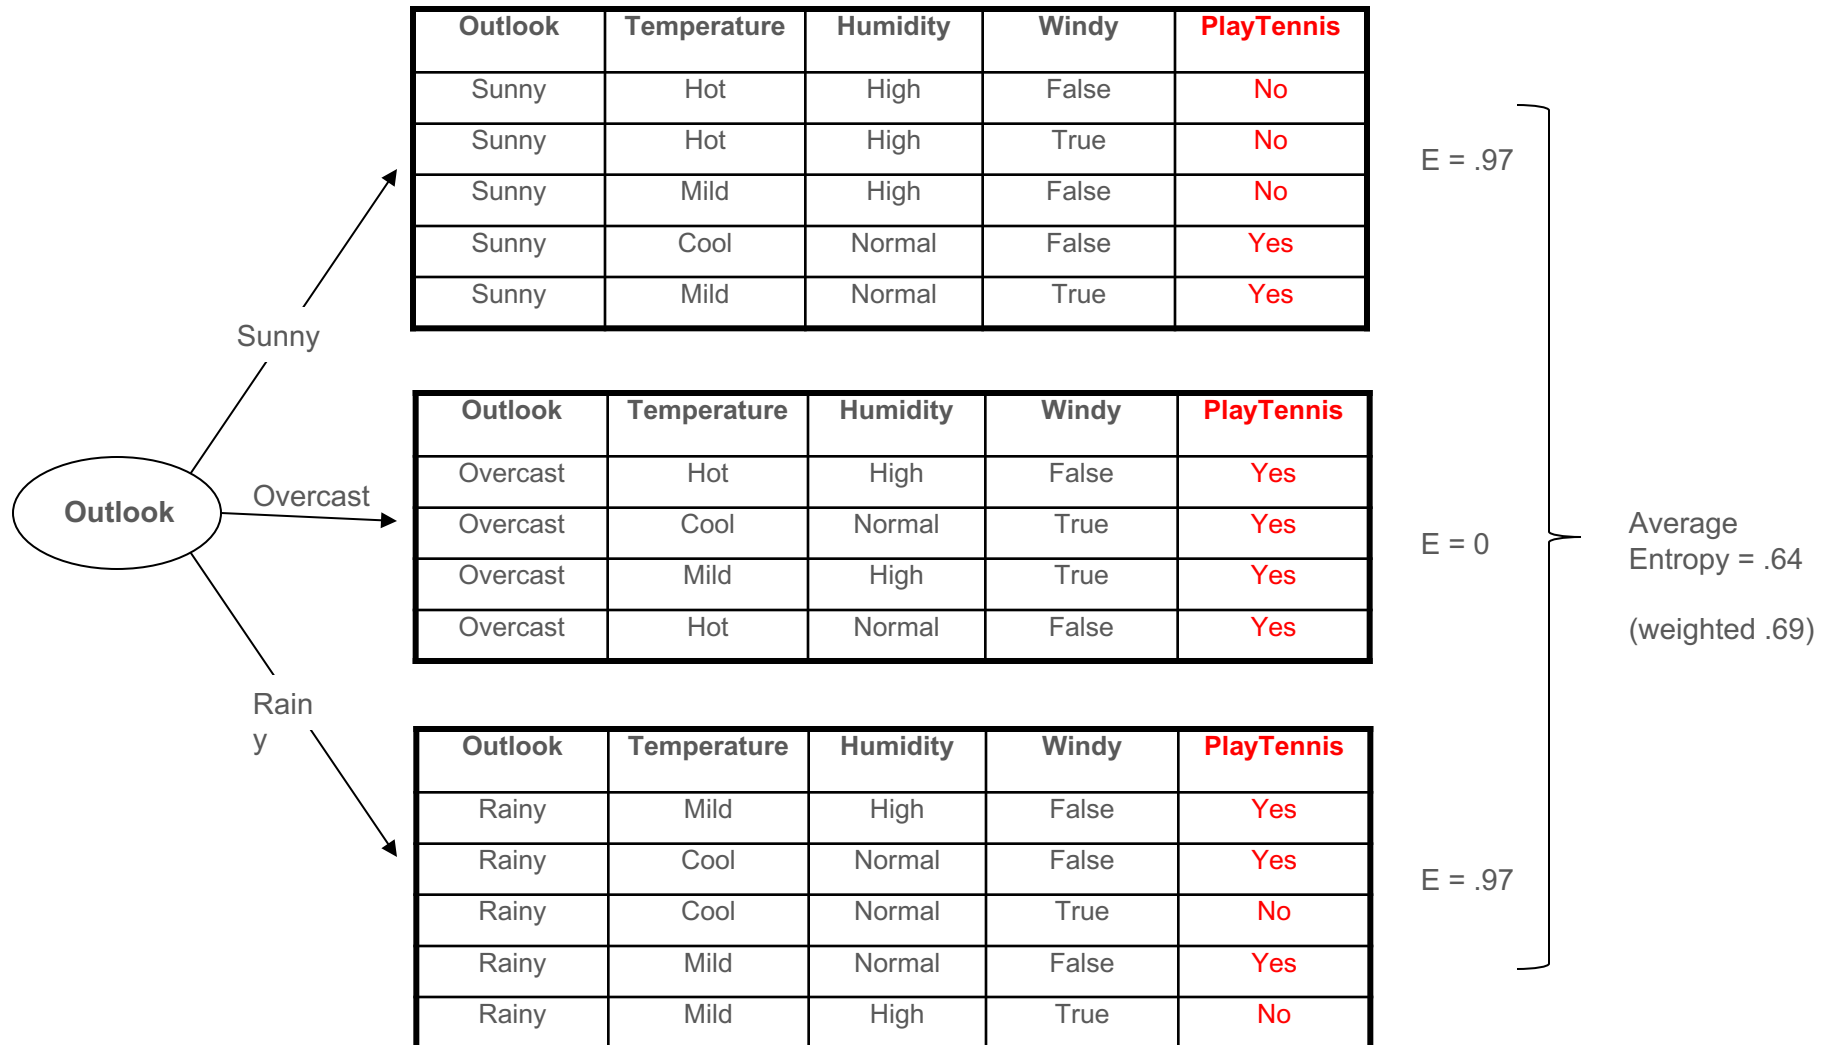 Outlook Temperature Humidity Windy PlayTennis
Sunny Hot High False No
Sunny Hot High True No
Sunny Mild High False No
Sunny Cool Normal False Yes
Sunny Mild Normal True Yes
E = .97
Sunny
Outlook Temperature Humidity Windy PlayTennis
Overcast Hot High False Yes
Overcast Cool Normal True Yes
Overcast Mild High True Yes
Overcast Hot Normal False Yes
Outlook
Overcast
E = 0
Average
Entropy = .64
(weighted .69)
Rain
y
Outlook Temperature Humidity Windy PlayTennis
Rainy Mild High False Yes
Rainy Cool Normal False Yes
Rainy Cool Normal True No
Rainy Mild Normal False Yes
Rainy Mild High True No
E = .97